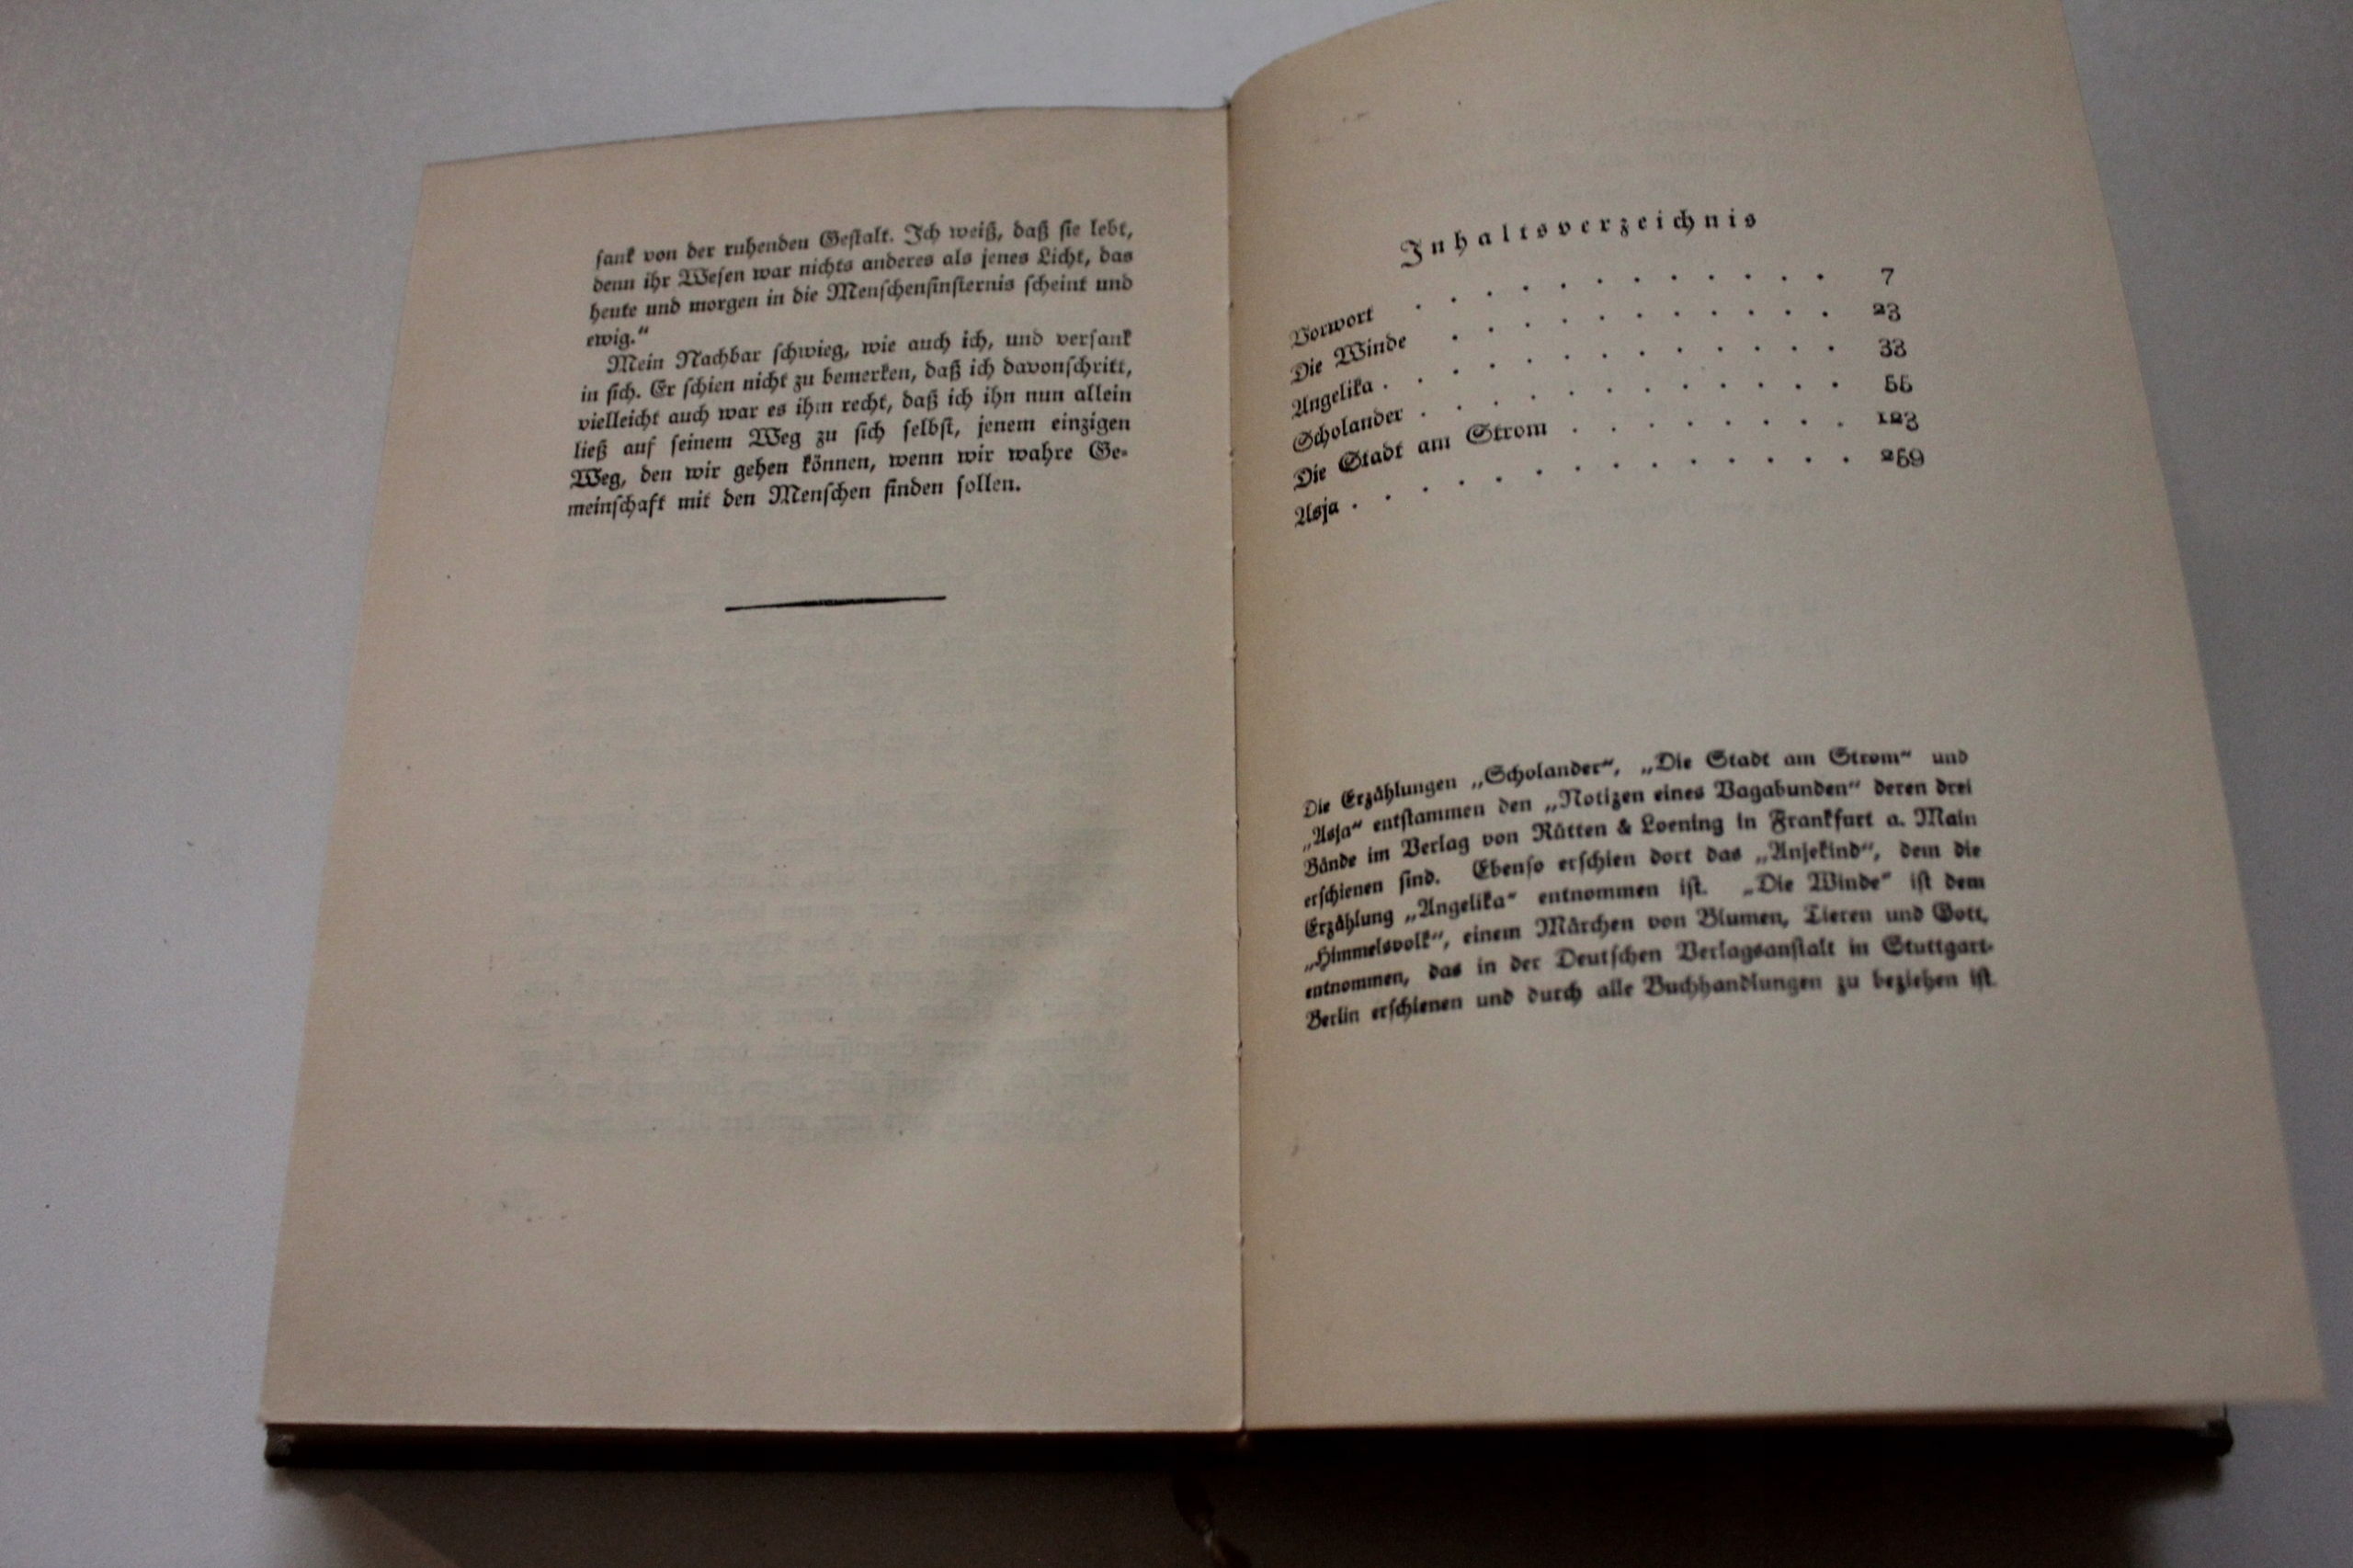 sank von der ruhenden Gestalt. Ich weiß, daß sie lebt,
denn ihr Wesen war nichts anderes als jenes Licht, das
heute und morgen in die Menschenfinsternis scheint und
ewig.“
Mein Nachbar schwieg, wie auch ich, und versank
in sich. Er schien nicht zu bemerken, daß ich davonschritt,
vielleicht auch war es ihm recht, daß ich ihn nun allein
ließ auf seinem Weg zu sich selbst, jenem einzigen
Weg, den wir gehen können, wenn wir wahre Ge-
meinschaft mit den Menschen finden sollen.
Inhaltsverzeichnis
Vorwort . . . . . . . . . . . . 7
Die Winde . . . . . . . . . . . 23
Angelika . . . . . . . . . . . . . 33
Scholander . . . . . . . . . . . . 55
Die Stadt am Strom . . . . . . . . 123
Asja . . . . . . . . . . . . . . 259
Die Erzählungen „Scholander“, „Die Stadt am Strom“ und
„Asja“ entstammen den „Notizen eines Vagabunden“ deren drei
Bände im Verlag von Rütten & Loening in Frankfurt a. Main
erschienen sind. Ebenso erschien dort das „Anjekind“, dem die
Erzählung „Angelika“ entnommen ist. „Die Winde“ ist dem
„Himmelsvolk“, einem Märchen von Blumen, Tieren und Gott,
entnommen, das in der Deutschen Verlagsanstalt in Stuttgart-
Berlin erschienen und durch alle Buchhandlungen zu beziehen ist.